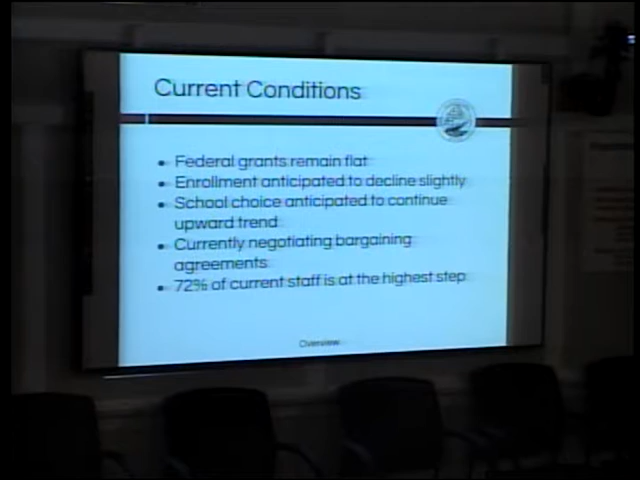 Current Conditions
• Federal grants remain flat
• Enrollment anticipated to decline slightly
• School choice anticipated to continue
upward trend
• Currently negotiating bargaining
agreements
• 72% of current staff is at the highest step
Overview